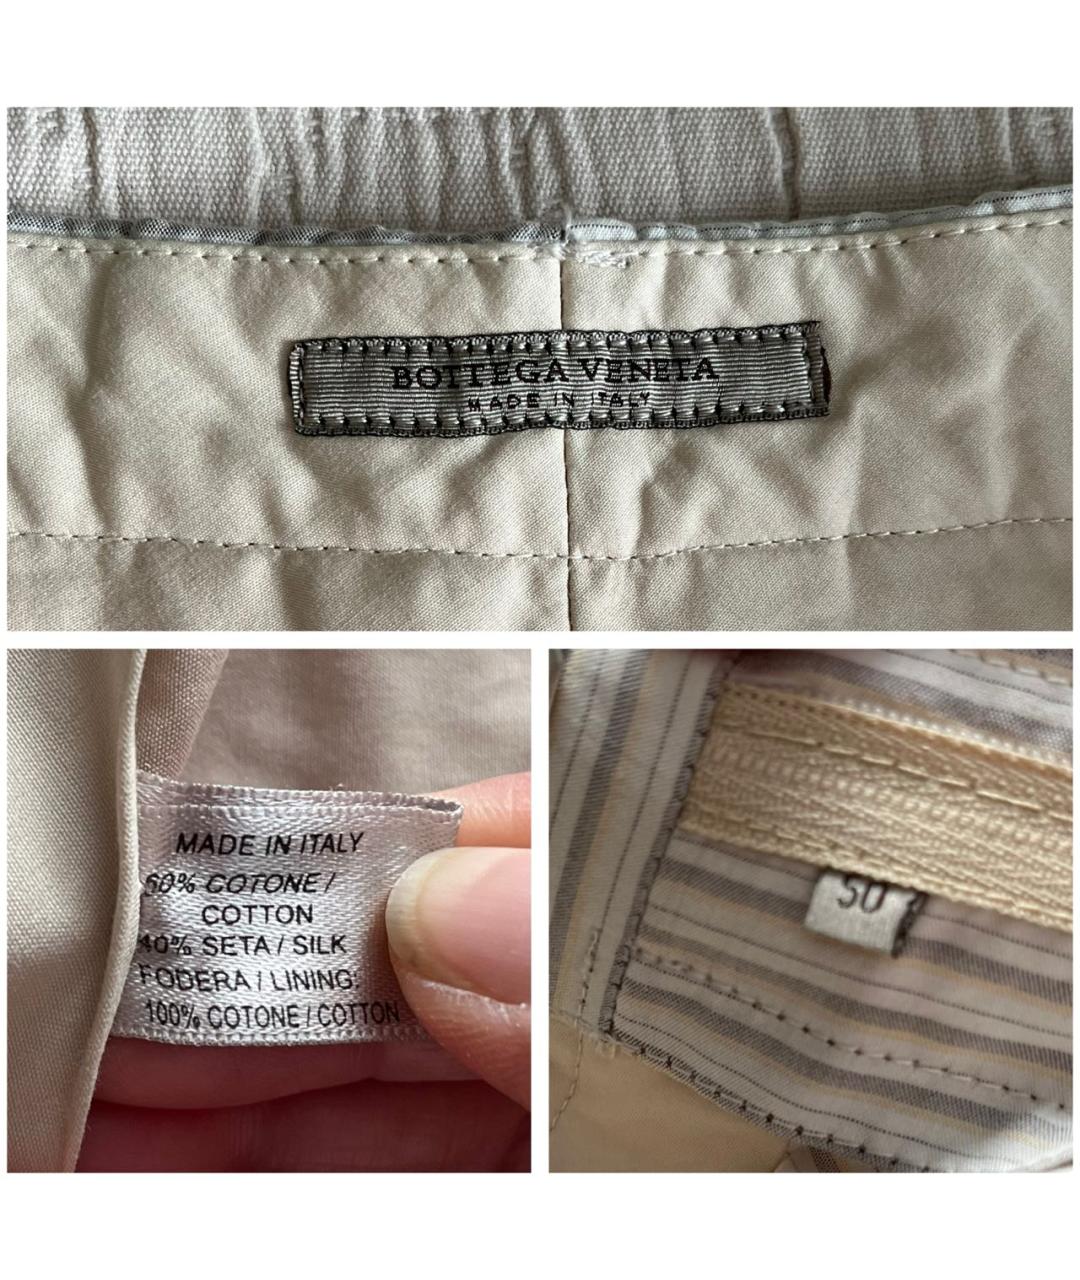 BOTTEGA VENETA
MADE IN ITALY
MADE IN ITALY
60% COTONE /
COTTON
40% SETA / SILK
FODERA / LINING:
100% COTONE / COTTON
50